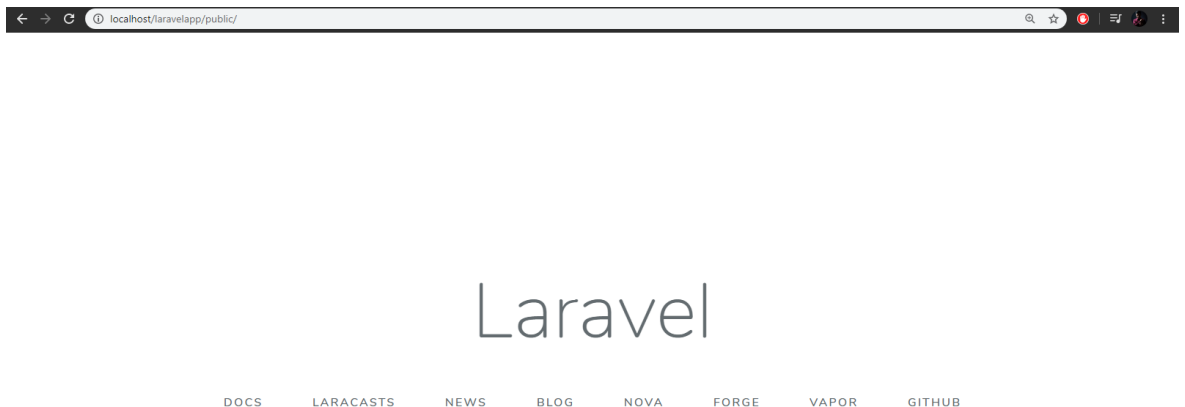 localhost/laravelapp/public/
Laravel
DOCS LARACASTS NEWS BLOG NOVA FORGE VAPOR GITHUB